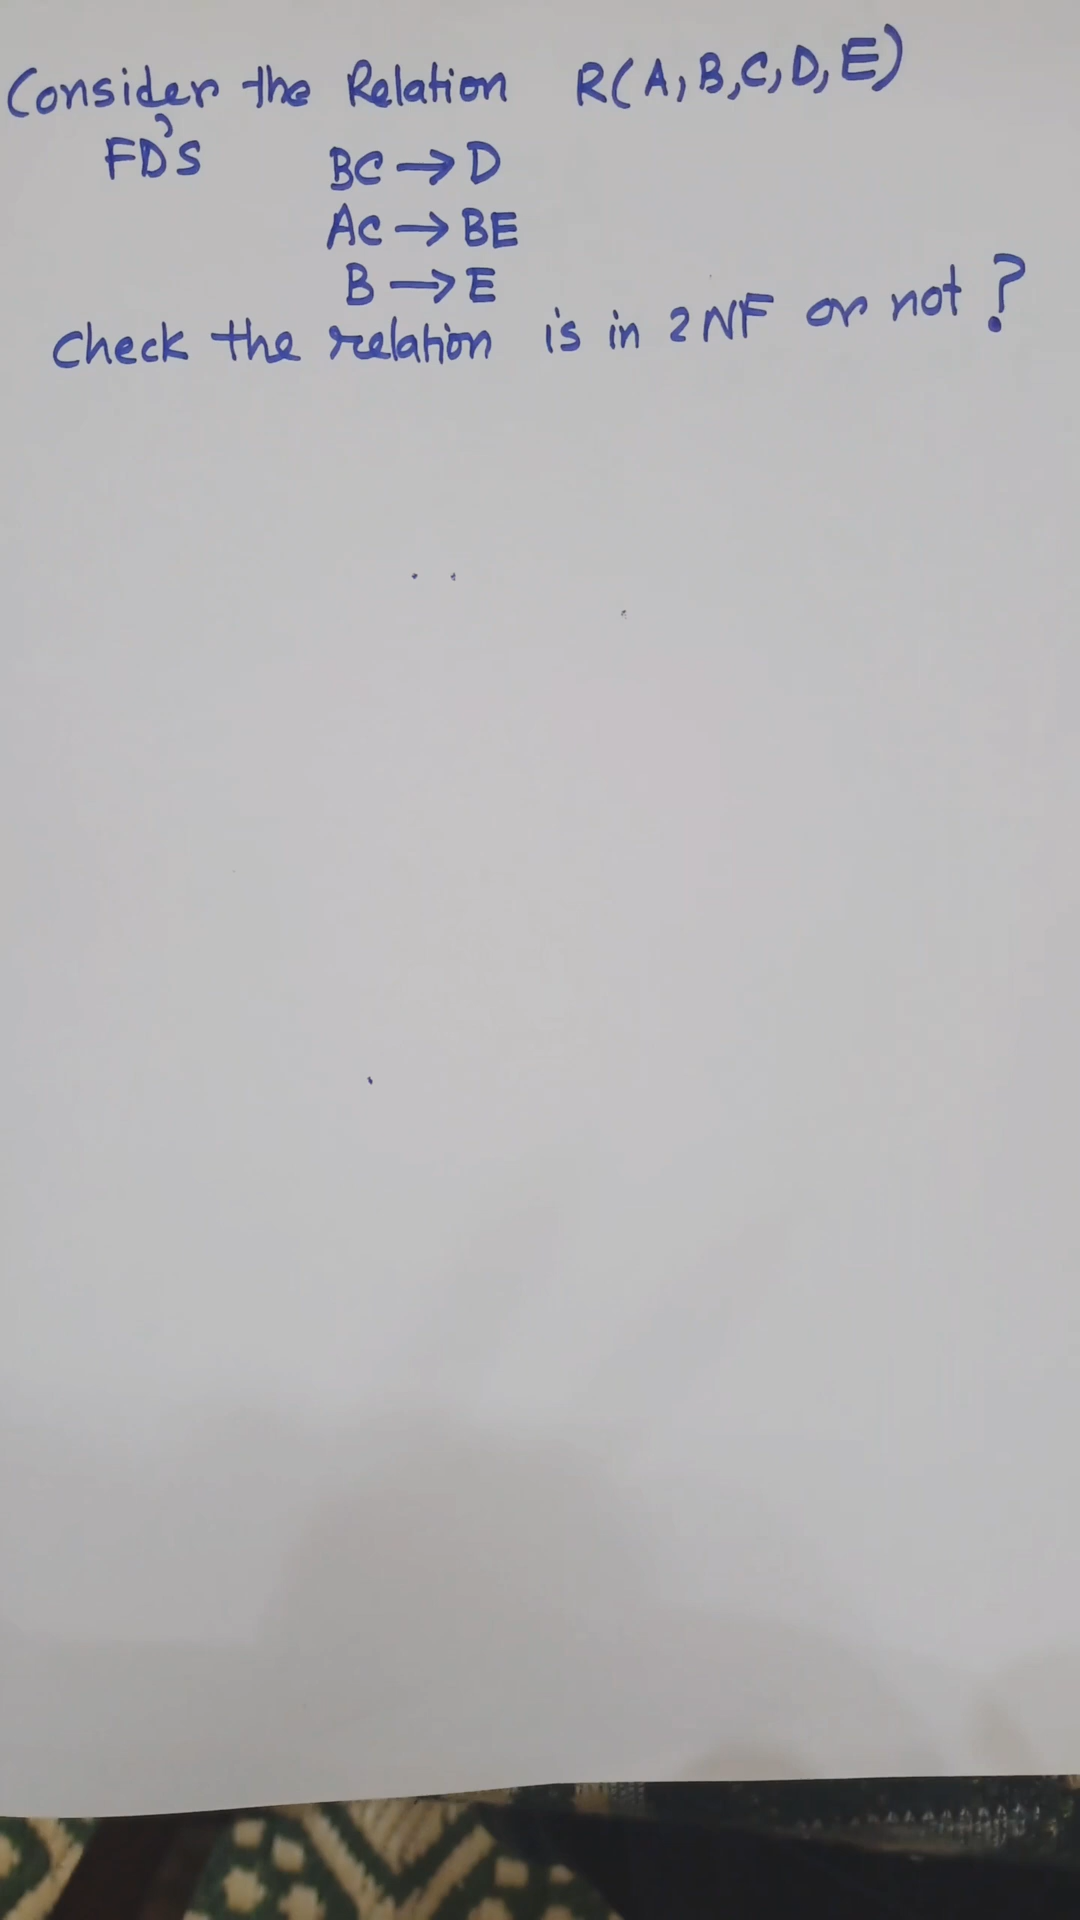 Consider the Relation R(A,B,C,D,E)
FD'S BC → D
AC → BE
B → E
Check the relation is in 2NF or not ?